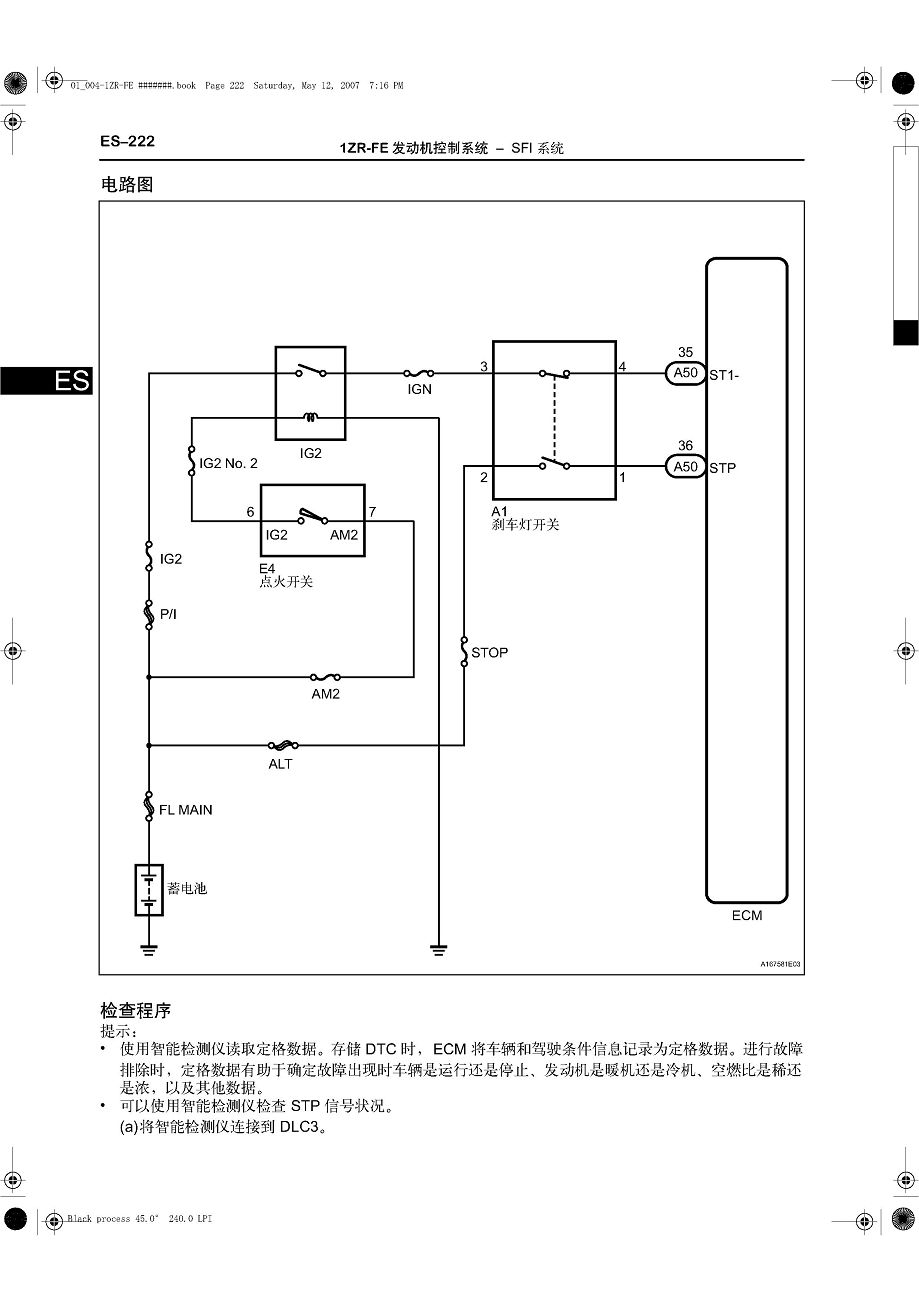 01_004-1ZR-FE #######.book  Page 222  Saturday, May 12, 2007  7:16 PM
ES–222
1ZR-FE 发动机控制系统 – SFI 系统
电路图
ES
35
3
4
A50
ST1-
IGN
36
IG2
IG2 No. 2
A50
STP
2
1
6
7
A1
刹车灯开关
IG2
AM2
IG2
E4
点火开关
P/I
STOP
AM2
ALT
FL MAIN
蓄电池
ECM
A167581E03
检查程序
提示：
• 使用智能检测仪读取定格数据。存储 DTC 时，ECM 将车辆和驾驶条件信息记录为定格数据。进行故障
排除时，定格数据有助于确定故障出现时车辆是运行还是停止、发动机是暖机还是冷机、空燃比是稀还
是浓，以及其他数据。
• 可以使用智能检测仪检查 STP 信号状况。
(a)将智能检测仪连接到 DLC3。
Black process 45.0° 240.0 LPI